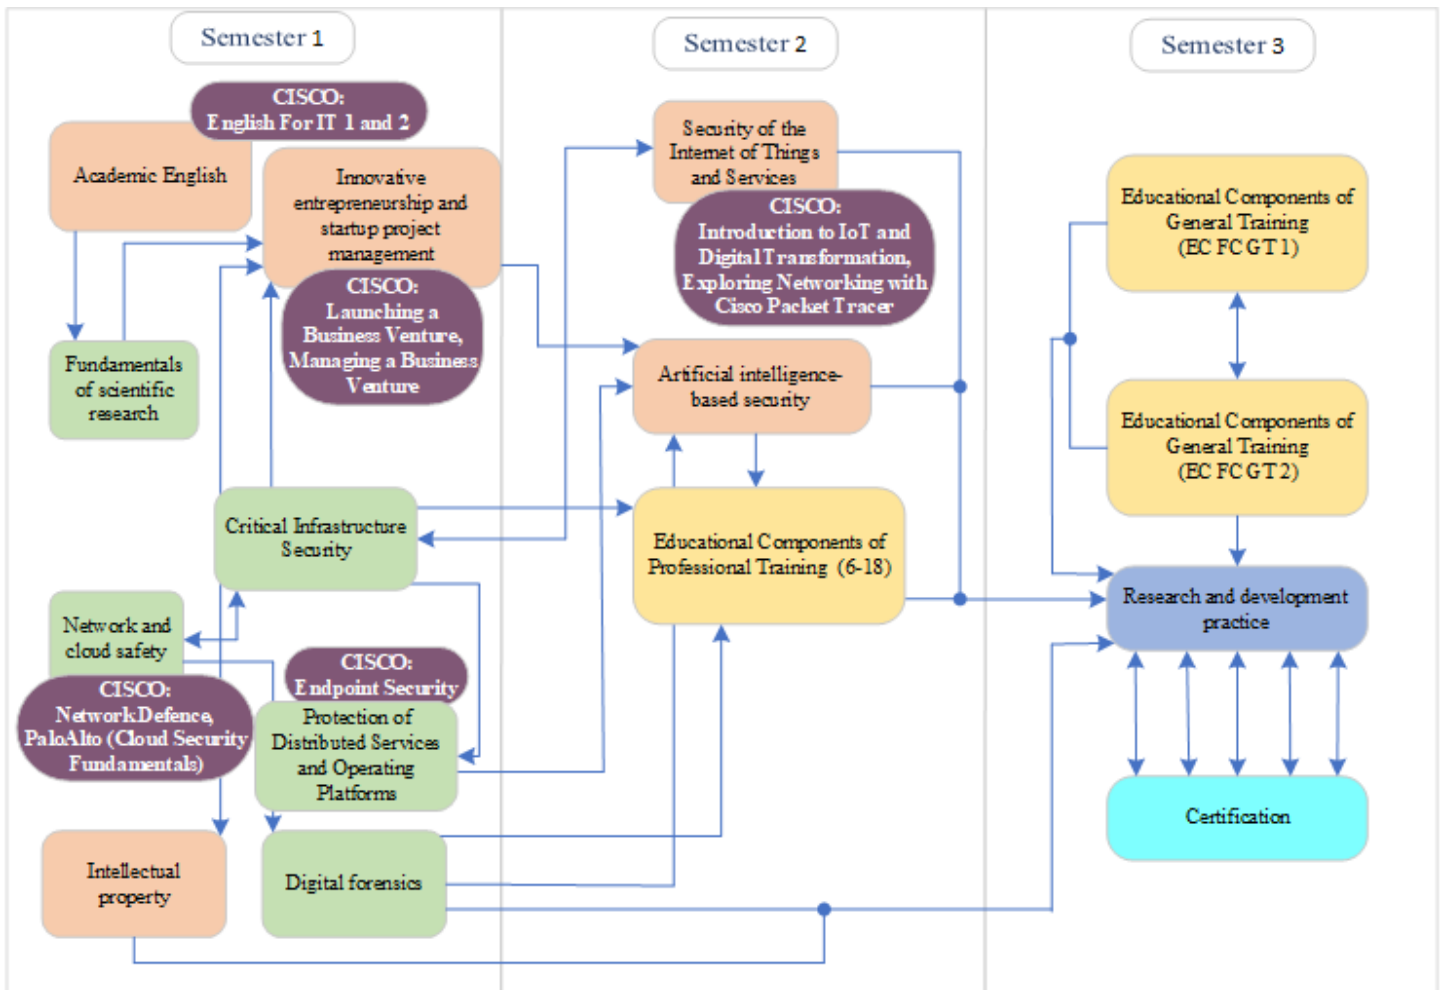 Semester 1
CISCO:
English For IT 1 and 2
Academic English
Innovative
entrepreneurship and
startup project
management
CISCO:
Launching a
Business Venture,
Managing a Business
Venture
Fundamentals
of scientific
research
Critical Infrastructure
Security
Network and
cloud safety
CISCO:
Network Defence,
PaloAlto (Cloud Security
Fundamentals)
CISCO:
Endpoint Security
Protection of
Distributed Services
and Operating
Platforms
Intellectual
property
Digital forensics
Semester 2
Security of the
Internet of Things
and Services
CISCO:
Introduction to IoT and
Digital Transformation,
Exploring Networking with
Cisco Packet Tracer
Artificial intelligence-
based security
Educational Components of
Professional Training (6-18)
Semester 3
Educational Components of
General Training
(EC FC GT 1)
Educational Components of
General Training
(EC FC GT 2)
Research and development
practice
Certification